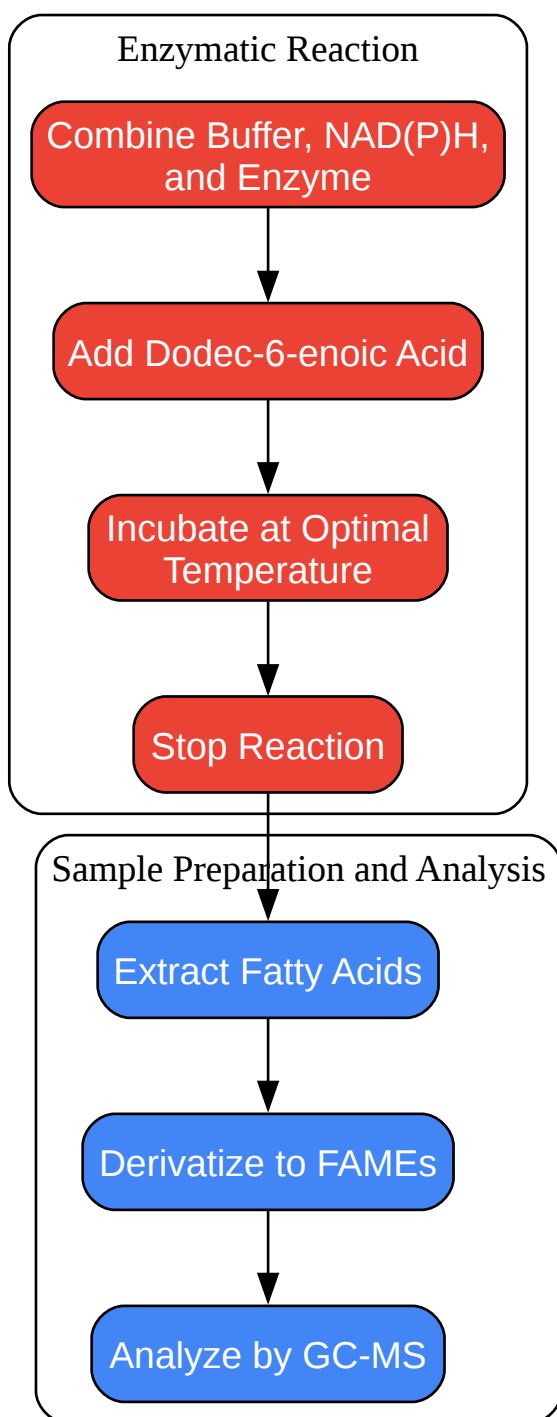 Enzymatic Reaction
Combine Buffer, NAD(P)H,
and Enzyme
Add Dodec-6-enoic Acid
Incubate at Optimal
Temperature
Stop Reaction
Sample Preparation and Analysis
Extract Fatty Acids
Derivatize to FAMEs
Analyze by GC-MS